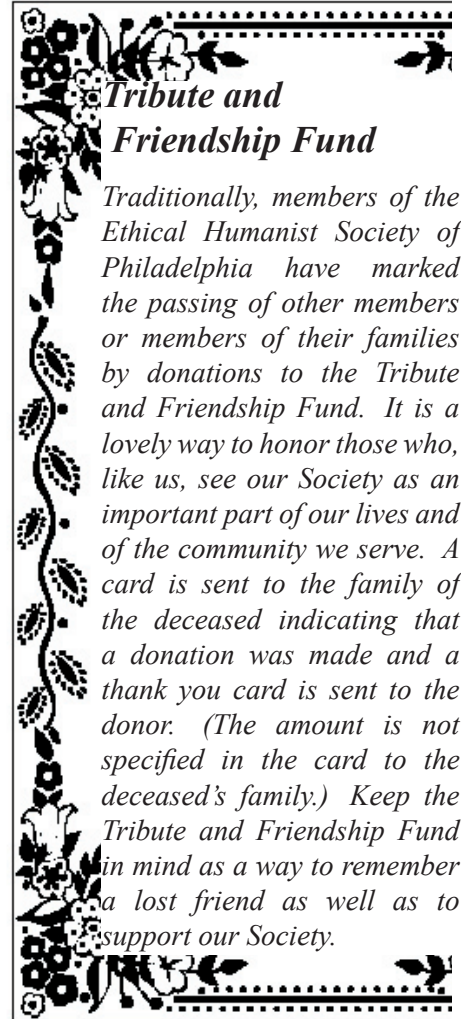 Tribute and
Friendship Fund
Traditionally, members of the
Ethical Humanist Society of
Philadelphia have marked
the passing of other members
or members of their families
by donations to the Tribute
and Friendship Fund. It is a
lovely way to honor those who,
like us, see our Society as an
important part of our lives and
of the community we serve. A
card is sent to the family of
the deceased indicating that
a donation was made and a
thank you card is sent to the
donor. (The amount is not
specified in the card to the
deceased's family.) Keep the
Tribute and Friendship Fund
in mind as a way to remember
a lost friend as well as to
support our Society.